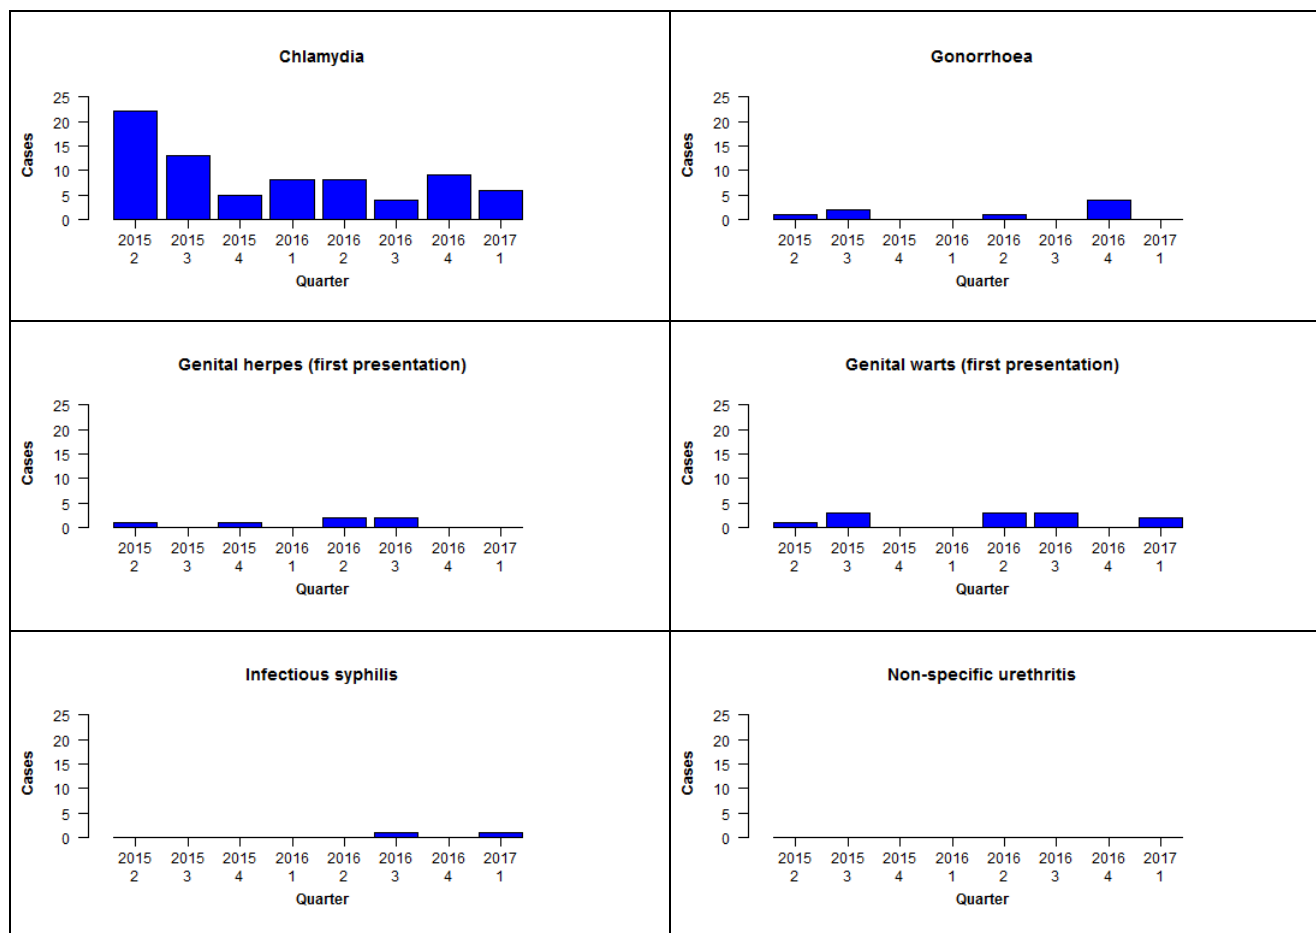 Chlamydia
25
20
15
10
5
0
Cases
2015 2015 2015 2016 2016 2016 2016 2017
2 3 4 1 2 3 4 1
Quarter
Gonorrhoea
25
20
15
10
5
0
Cases
2015 2015 2015 2016 2016 2016 2016 2017
2 3 4 1 2 3 4 1
Quarter
Genital herpes (first presentation)
25
20
15
10
5
0
Cases
2015 2015 2015 2016 2016 2016 2016 2017
2 3 4 1 2 3 4 1
Quarter
Genital warts (first presentation)
25
20
15
10
5
0
Cases
2015 2015 2015 2016 2016 2016 2016 2017
2 3 4 1 2 3 4 1
Quarter
Infectious syphilis
25
20
15
10
5
0
Cases
2015 2015 2015 2016 2016 2016 2016 2017
2 3 4 1 2 3 4 1
Quarter
Non-specific urethritis
25
20
15
10
5
0
Cases
2015 2015 2015 2016 2016 2016 2016 2017
2 3 4 1 2 3 4 1
Quarter